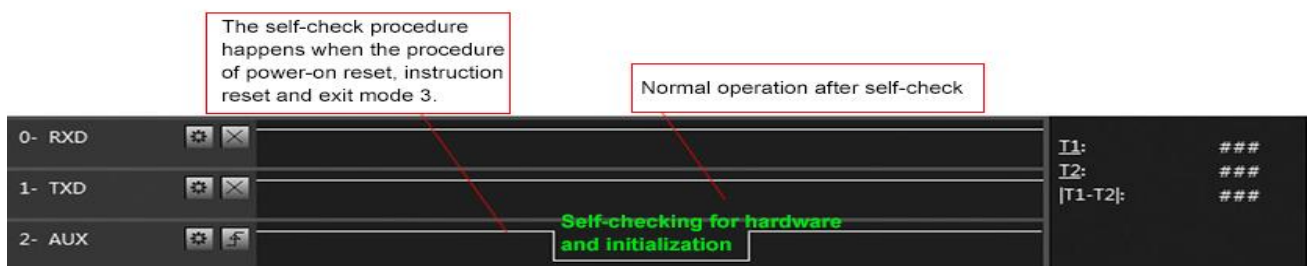 The self-check procedure
happens when the procedure
of power-on reset, instruction
reset and exit mode 3.
Normal operation after self-check
0- RXD
1- TXD
2- AUX
Self-checking for hardware
and initialization
T1: ###
T2: ###
|T1-T2|: ###